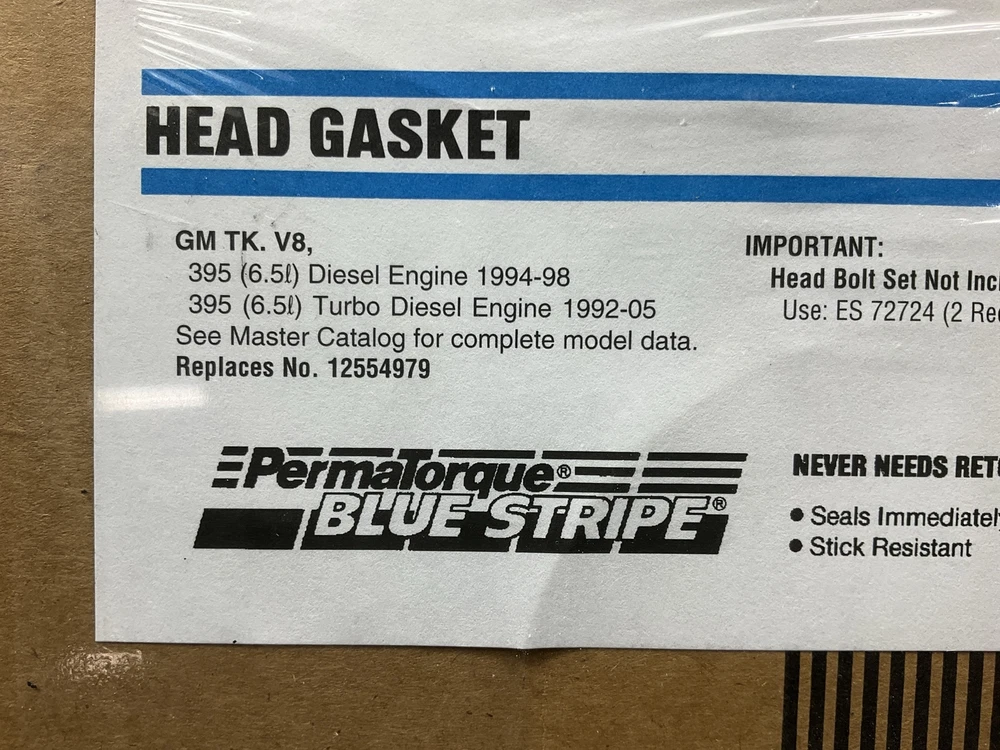 HEAD GASKET
GM TK. V8,
395 (6.5ℓ) Diesel Engine 1994-98
395 (6.5ℓ) Turbo Diesel Engine 1992-05
See Master Catalog for complete model data.
Replaces No. 12554979
IMPORTANT:
Head Bolt Set Not
Use: ES 72724 (2
PermaTorque®
BLUE STRIPE®
NEVER NEEDS
• Seals
• Stick Resistant